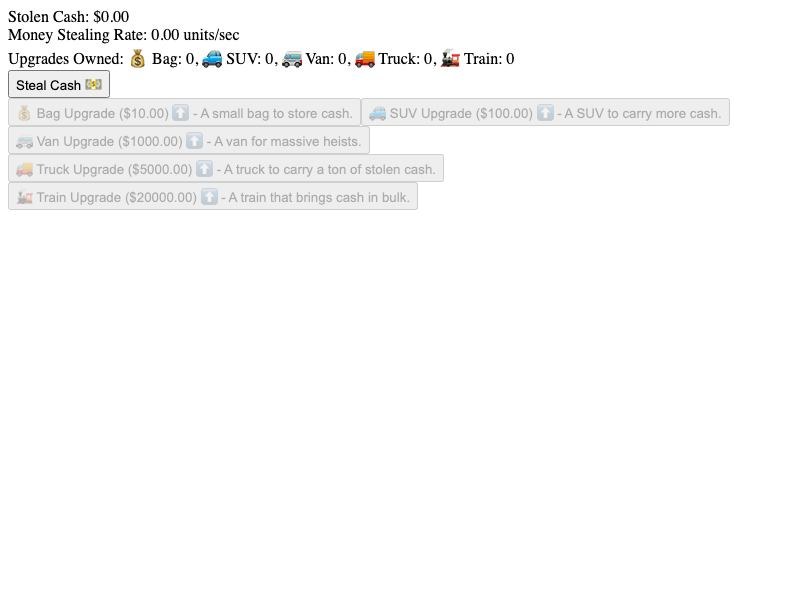 Stolen Cash: $0.00
Money Stealing Rate: 0.00 units/sec
Upgrades Owned: 💰 Bag: 0, 🚙 SUV: 0, 🚐 Van: 0, 🚚 Truck: 0, 🚂 Train: 0
Steal Cash 💵
💰 Bag Upgrade ($10.00) ⬆️ - A small bag to store cash. 🚙 SUV Upgrade ($100.00) ⬆️ - A SUV to carry more cash.
🚐 Van Upgrade ($1000.00) ⬆️ - A van for massive heists.
🚚 Truck Upgrade ($5000.00) ⬆️ - A truck to carry a ton of stolen cash.
🚂 Train Upgrade ($20000.00) ⬆️ - A train that brings cash in bulk.